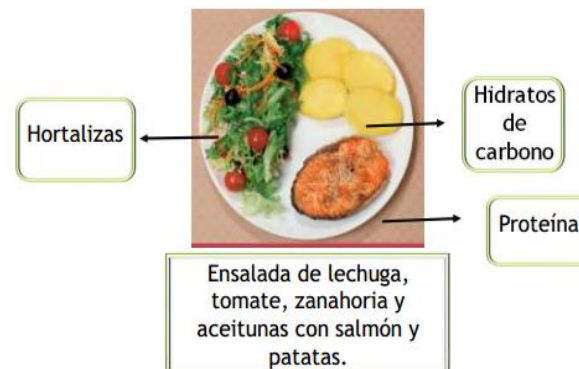 Hortalizas
Hidratos
de
carbono
Proteína
Ensalada de lechuga,
tomate, zanahoria y
aceitunas con salmón y
patatas.